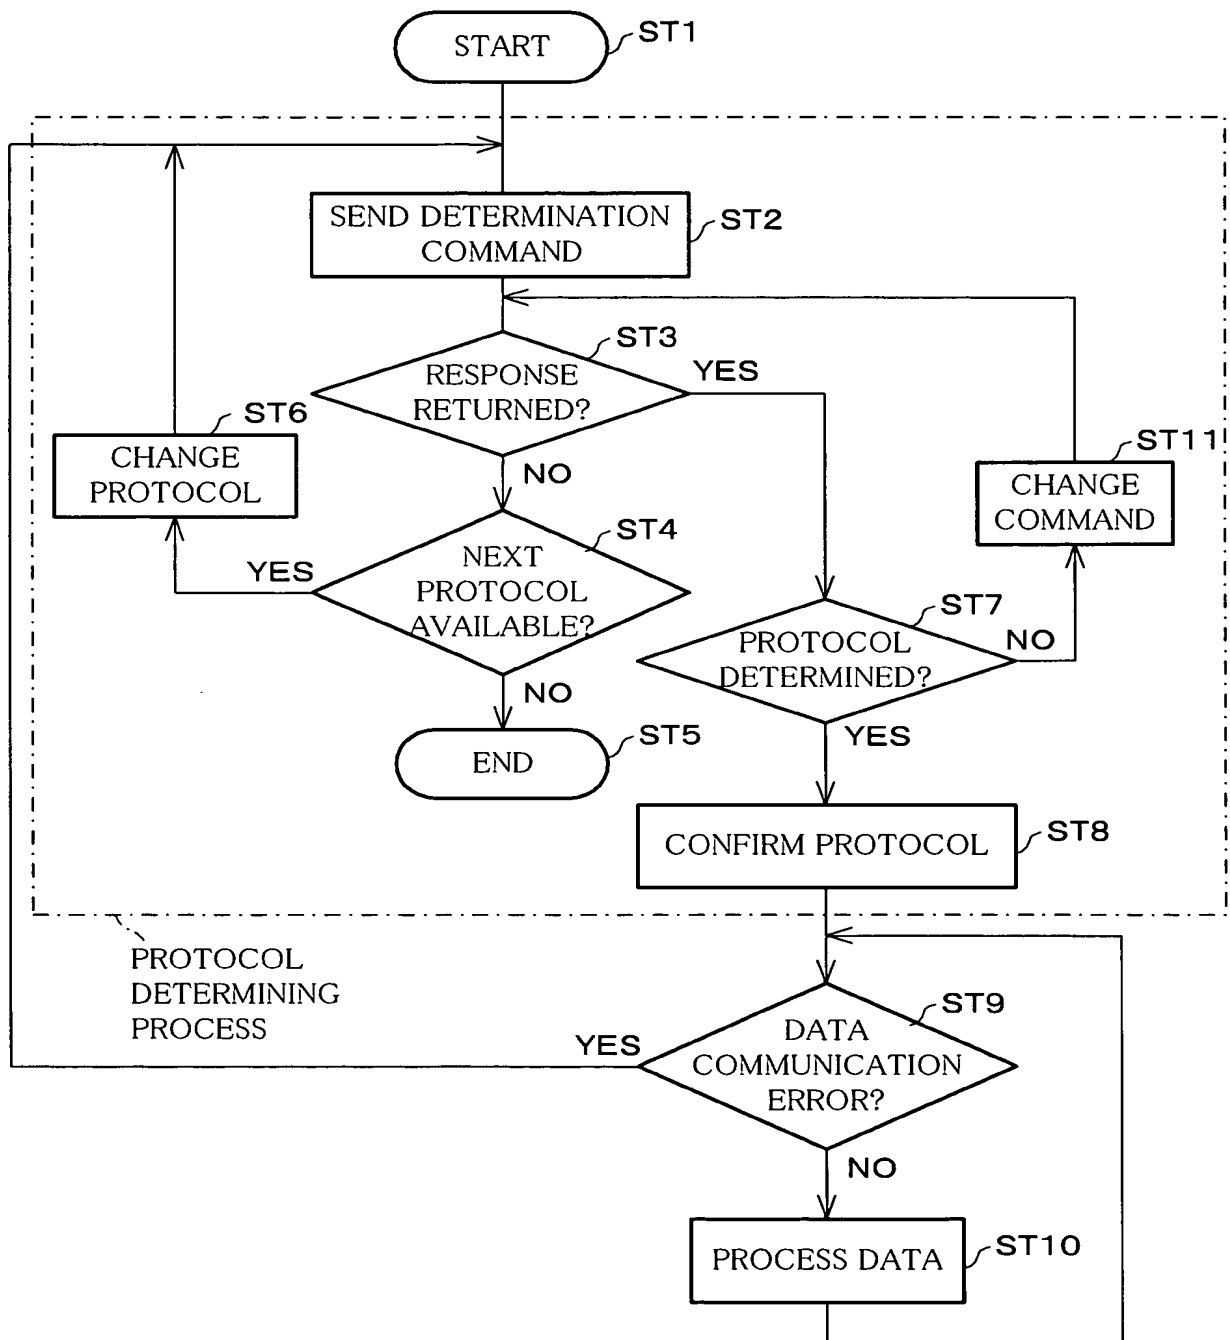 START
ST1
SEND DETERMINATION
COMMAND
ST2
RESPONSE
RETURNED?
ST3
YES
NO
CHANGE
PROTOCOL
ST6
CHANGE
COMMAND
ST11
NEXT
PROTOCOL
AVAILABLE?
ST4
YES
NO
PROTOCOL
DETERMINED?
ST7
NO
YES
END
ST5
CONFIRM PROTOCOL
ST8
PROTOCOL
DETERMINING
PROCESS
DATA
COMMUNICATION
ERROR?
ST9
YES
NO
PROCESS DATA
ST10